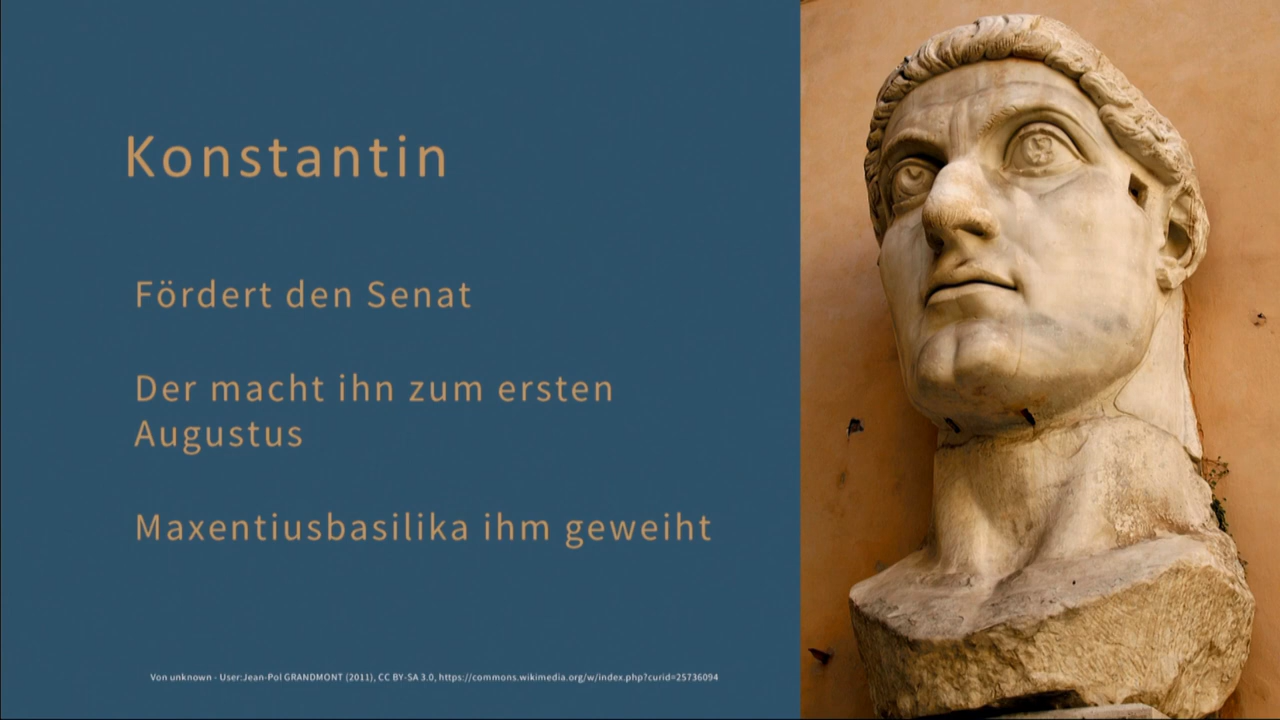 Konstantin
Fördert den Senat
Der macht ihn zum ersten
Augustus
Maxentiusbasilika ihm geweiht
Von unknown - User:Jean-Pol GRANDMONT (2011), CC BY-SA 3.0, https://commons.wikimedia.org/w/index.php?curid=25736094